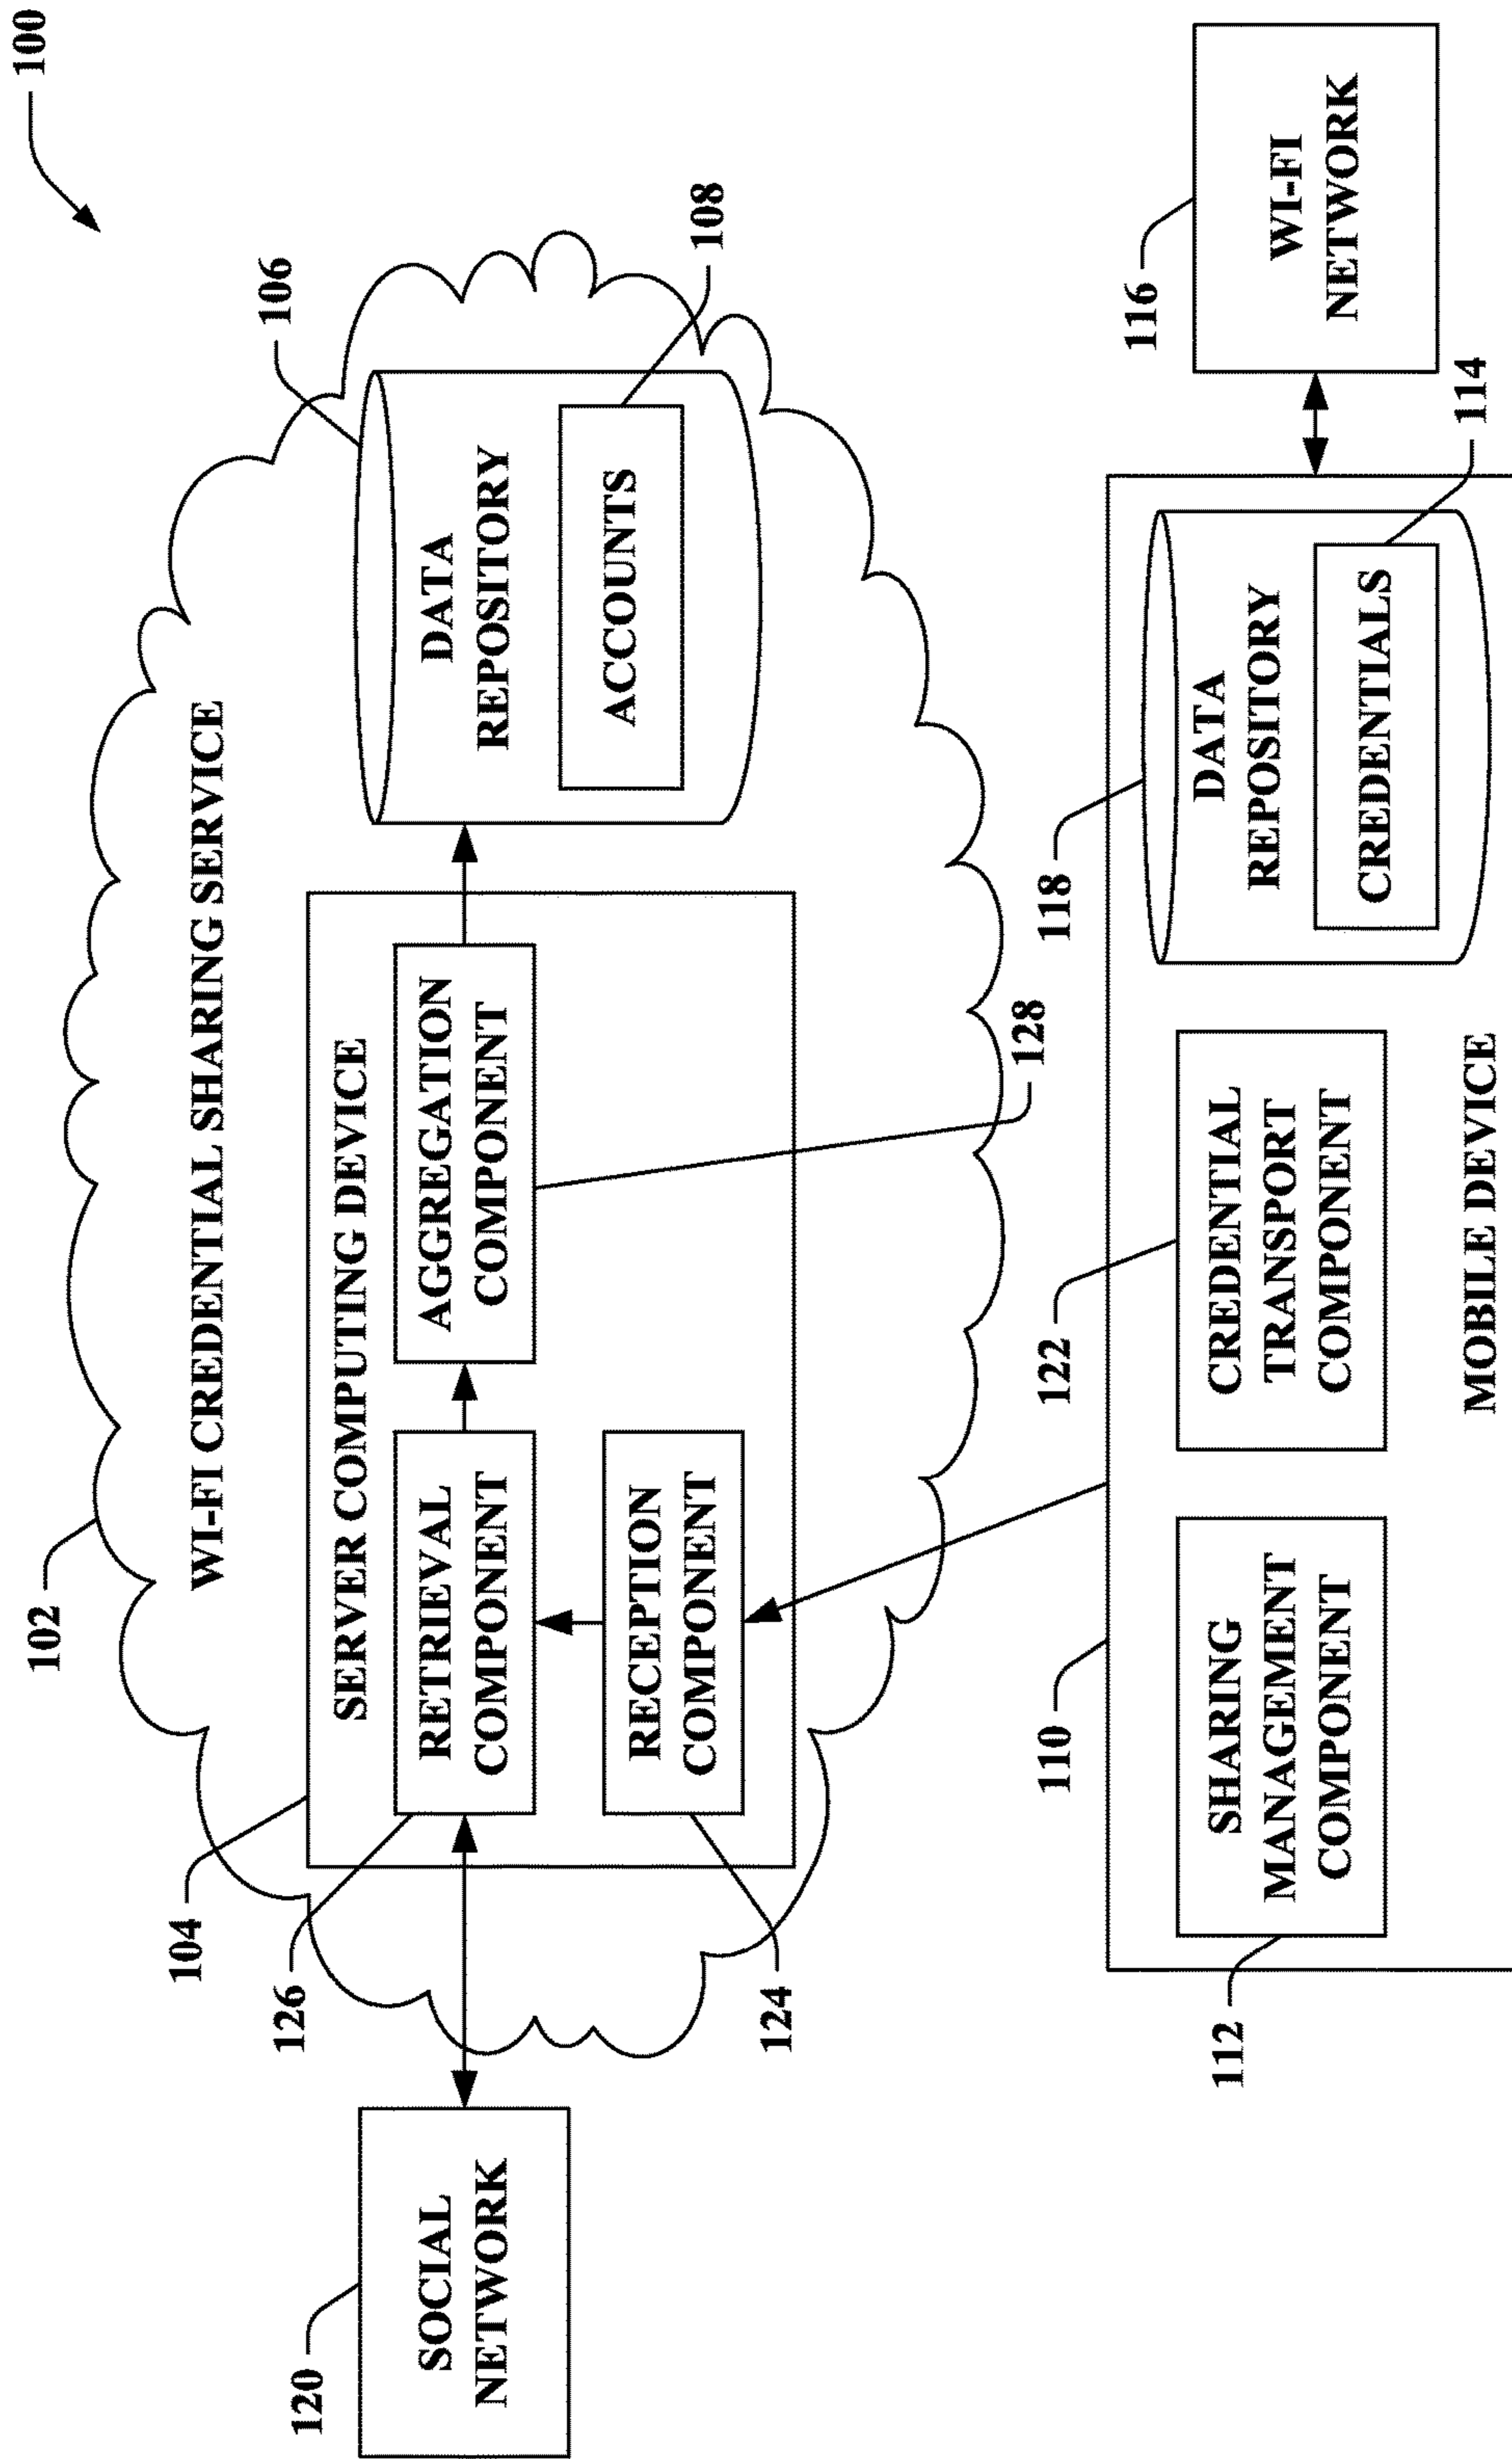 100
102
WI-FI CREDENTIAL SHARING SERVICE
104
SERVER COMPUTING DEVICE
106
DATA
REPOSITORY
ACCOUNTS
108
120
SOCIAL
NETWORK
126
RETRIEVAL
COMPONENT
AGGREGATION
COMPONENT
RECEPTION
COMPONENT
124
128
110
112
SHARING
MANAGEMENT
COMPONENT
122
CREDENTIAL
TRANSPORT
COMPONENT
118
DATA
REPOSITORY
CREDENTIALS
114
MOBILE DEVICE
116
WI-FI
NETWORK